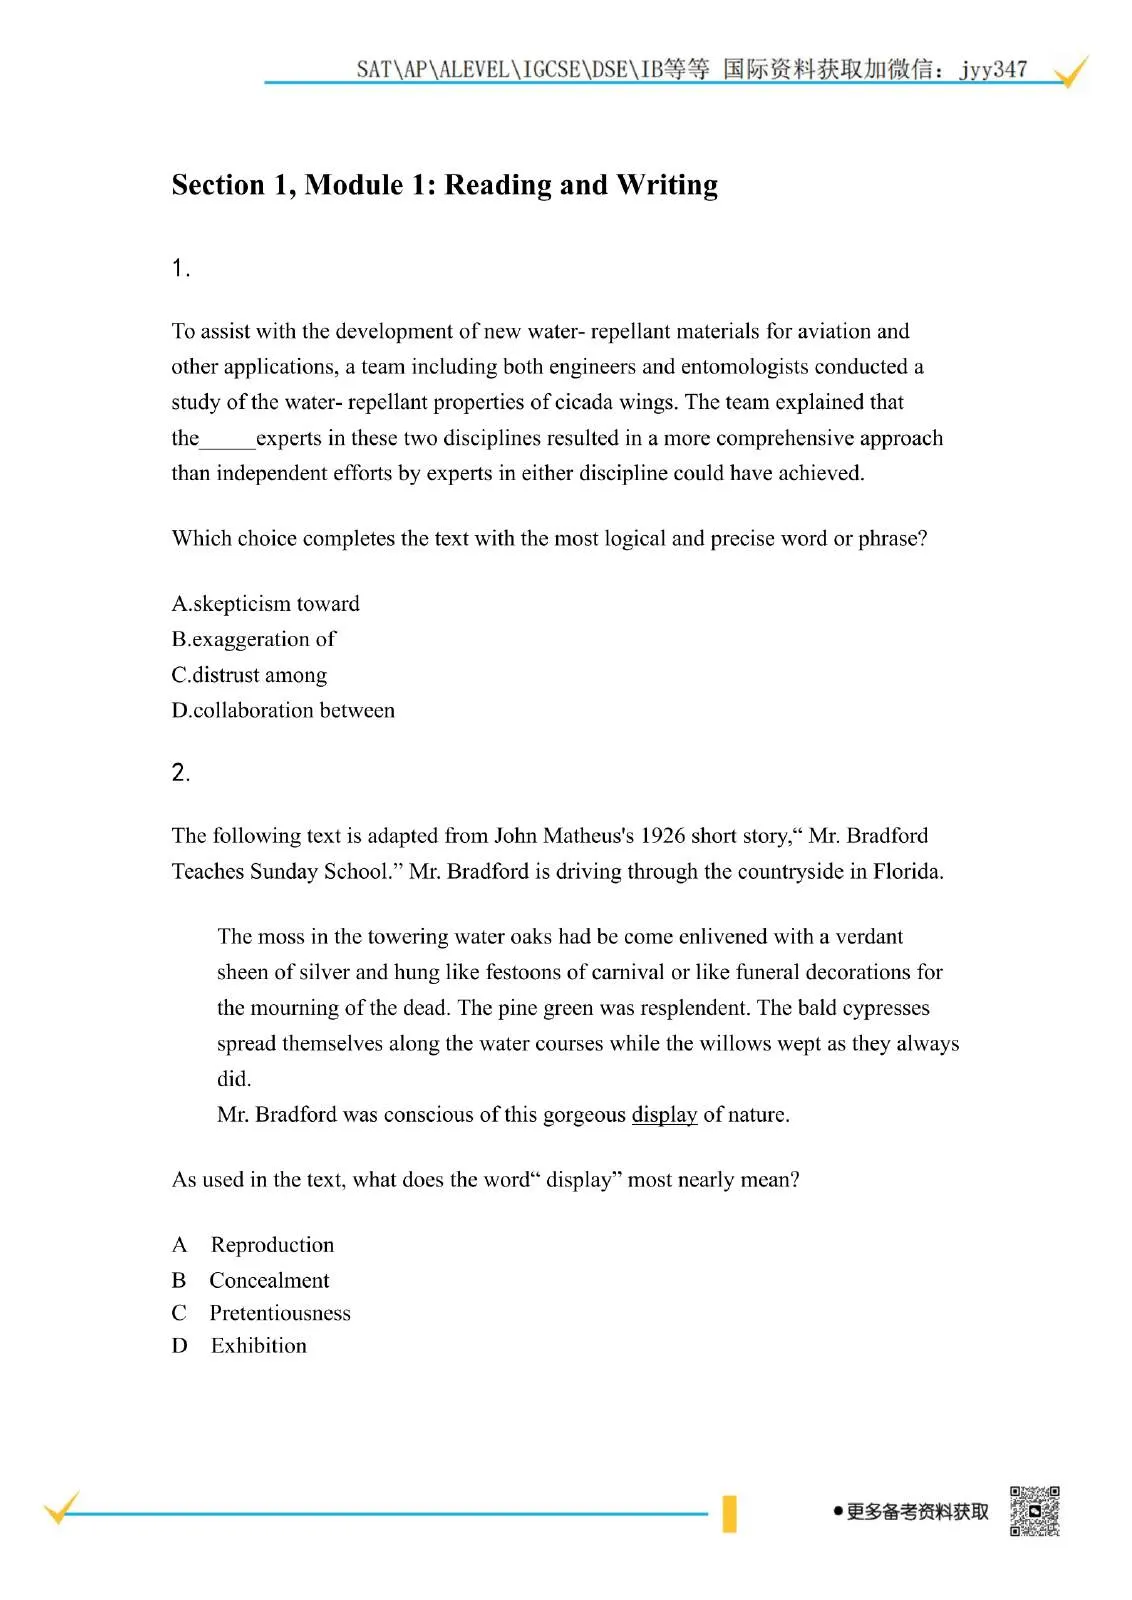 SAT\AP\ALEVEL\IGCSE\DSE\IB等等 国际资料获取加微信：jyy347
Section 1, Module 1: Reading and Writing
1.
To assist with the development of new water- repellant materials for aviation and
other applications, a team including both engineers and entomologists conducted a
study of the water- repellant properties of cicada wings. The team explained that
the_____experts in these two disciplines resulted in a more comprehensive approach
than independent efforts by experts in either discipline could have achieved.
Which choice completes the text with the most logical and precise word or phrase?
A.skepticism toward
B.exaggeration of
C.distrust among
D.collaboration between
2.
The following text is adapted from John Matheus's 1926 short story,“ Mr. Bradford
Teaches Sunday School.” Mr. Bradford is driving through the countryside in Florida.
The moss in the towering water oaks had be come enlivened with a verdant
sheen of silver and hung like festoons of carnival or like funeral decorations for
the mourning of the dead. The pine green was resplendent. The bald cypresses
spread themselves along the water courses while the willows wept as they always
did.
Mr. Bradford was conscious of this gorgeous display of nature.
As used in the text, what does the word“ display” most nearly mean?
A Reproduction
B Concealment
C Pretentiousness
D Exhibition
●更多备考资料获取